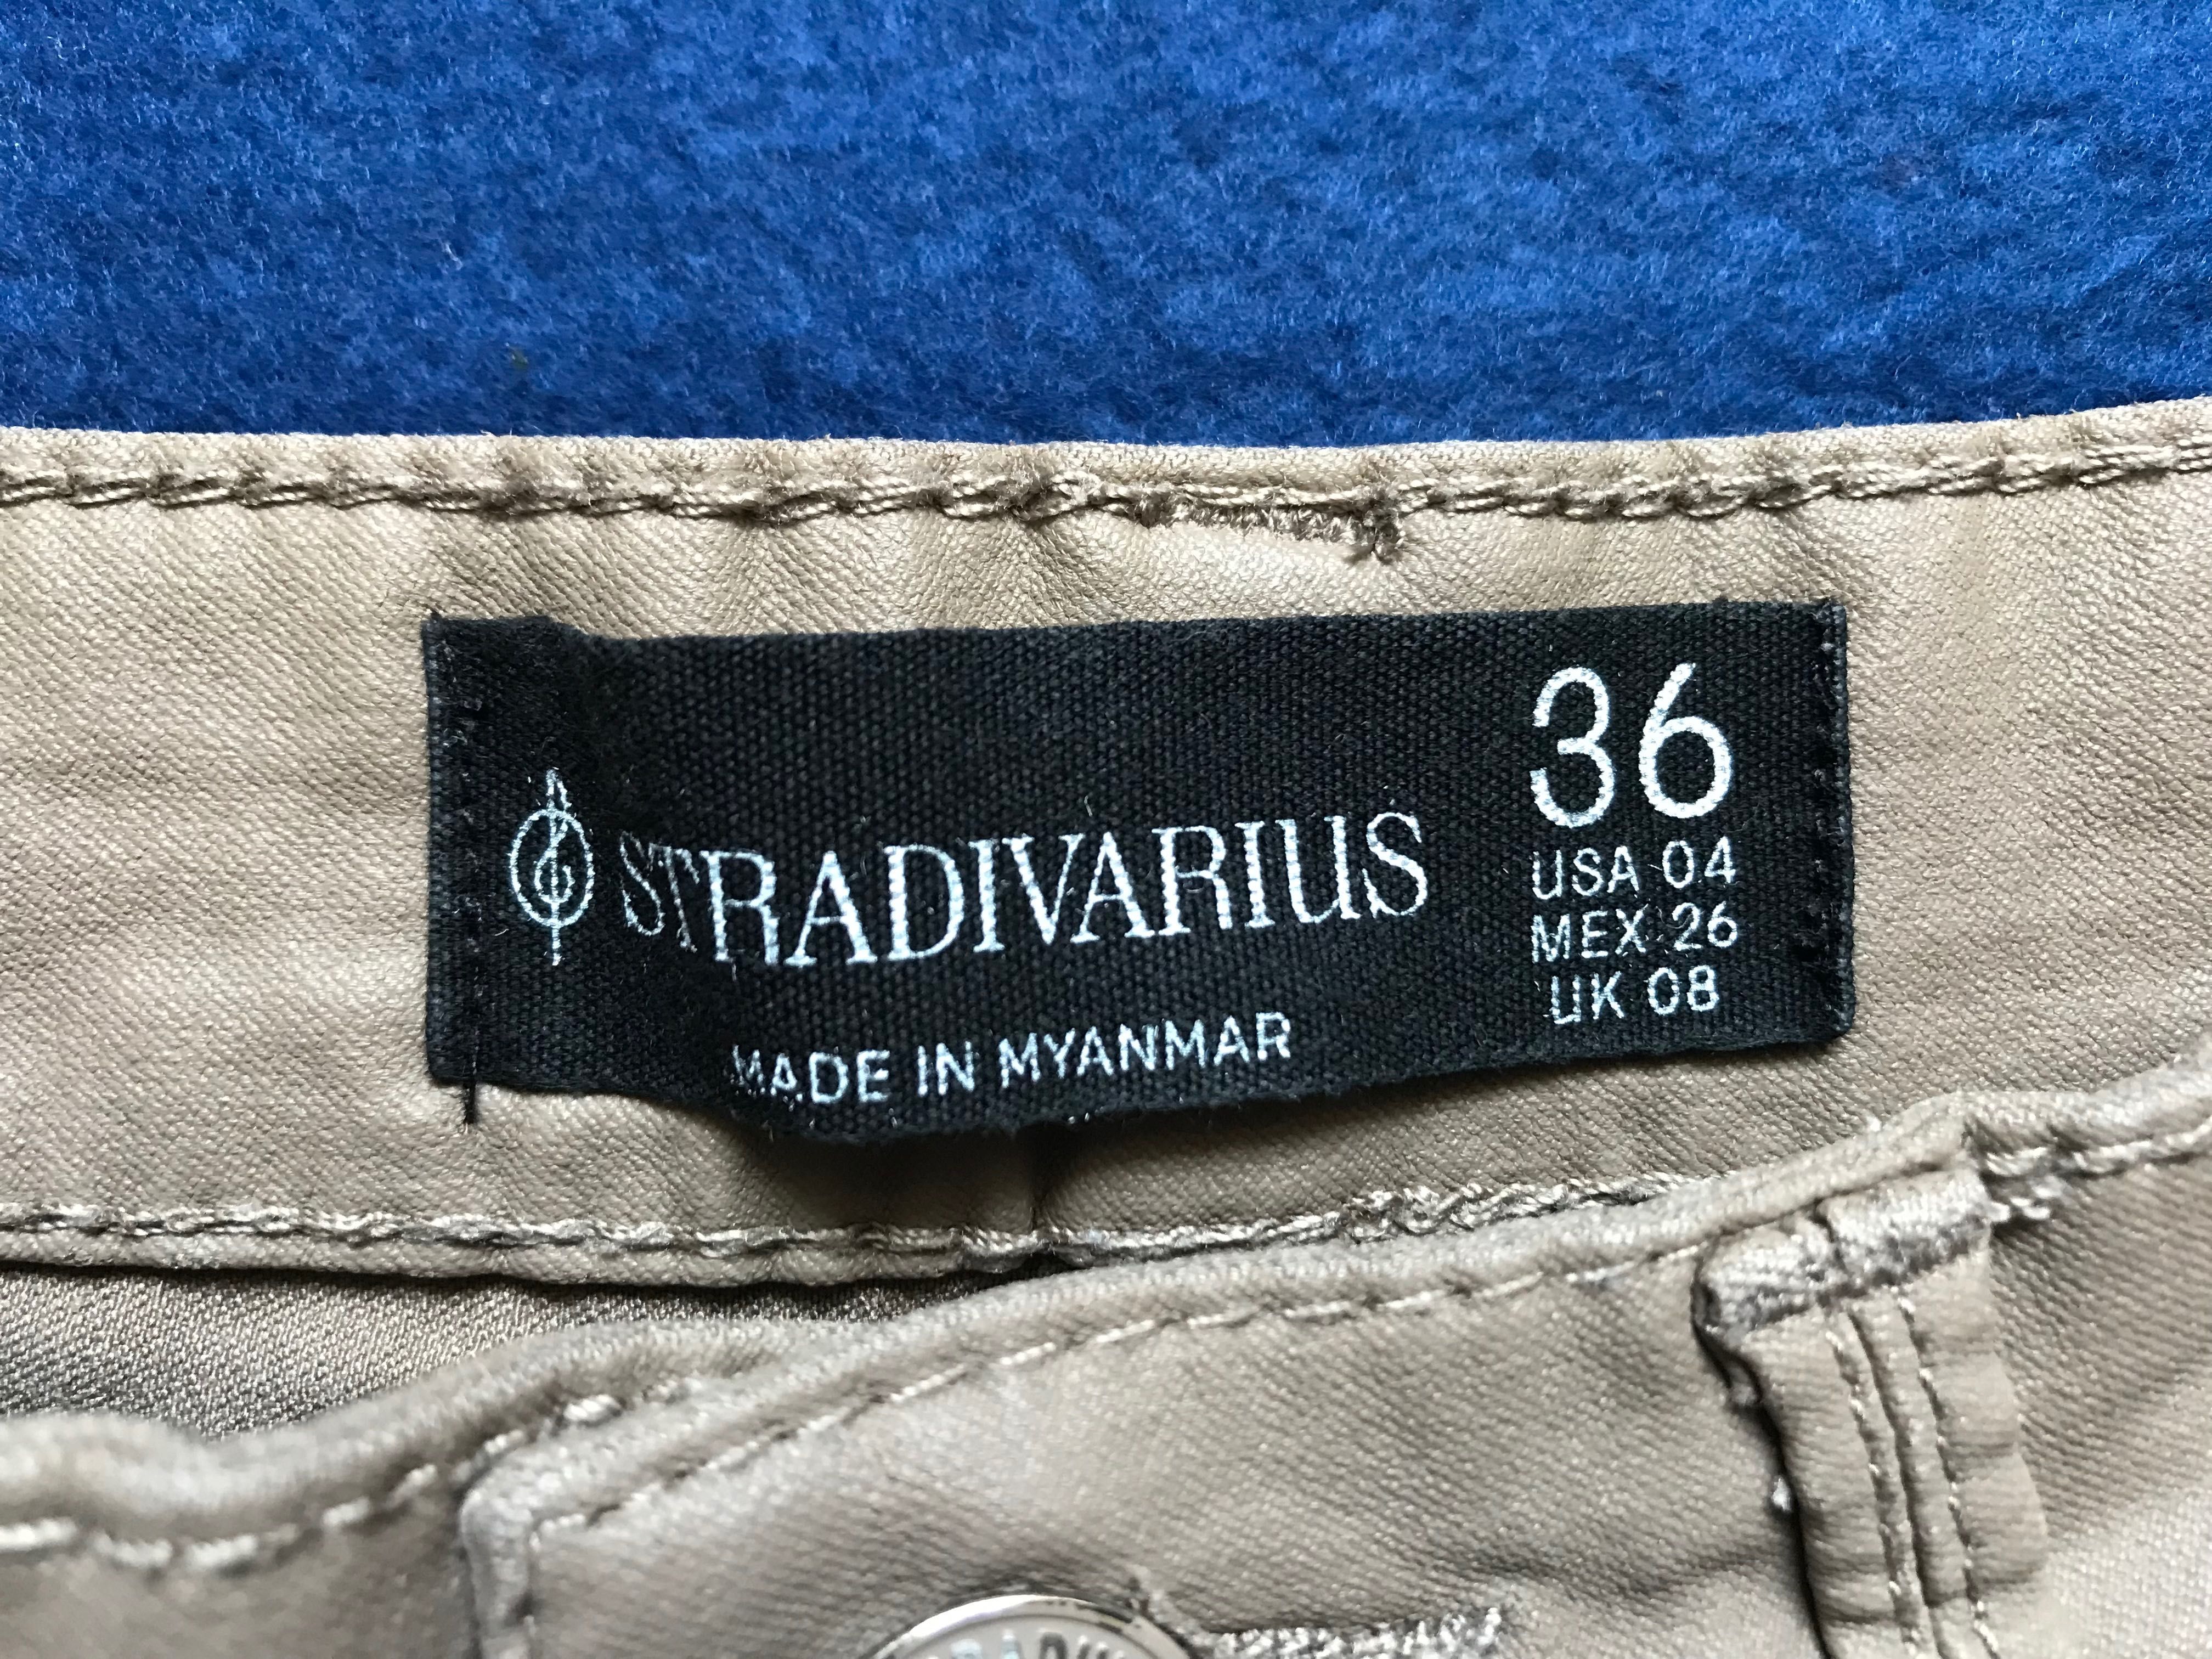 STRADIVARIUS
MADE IN MYANMAR
36
USA 04
MEX 26
UK 08